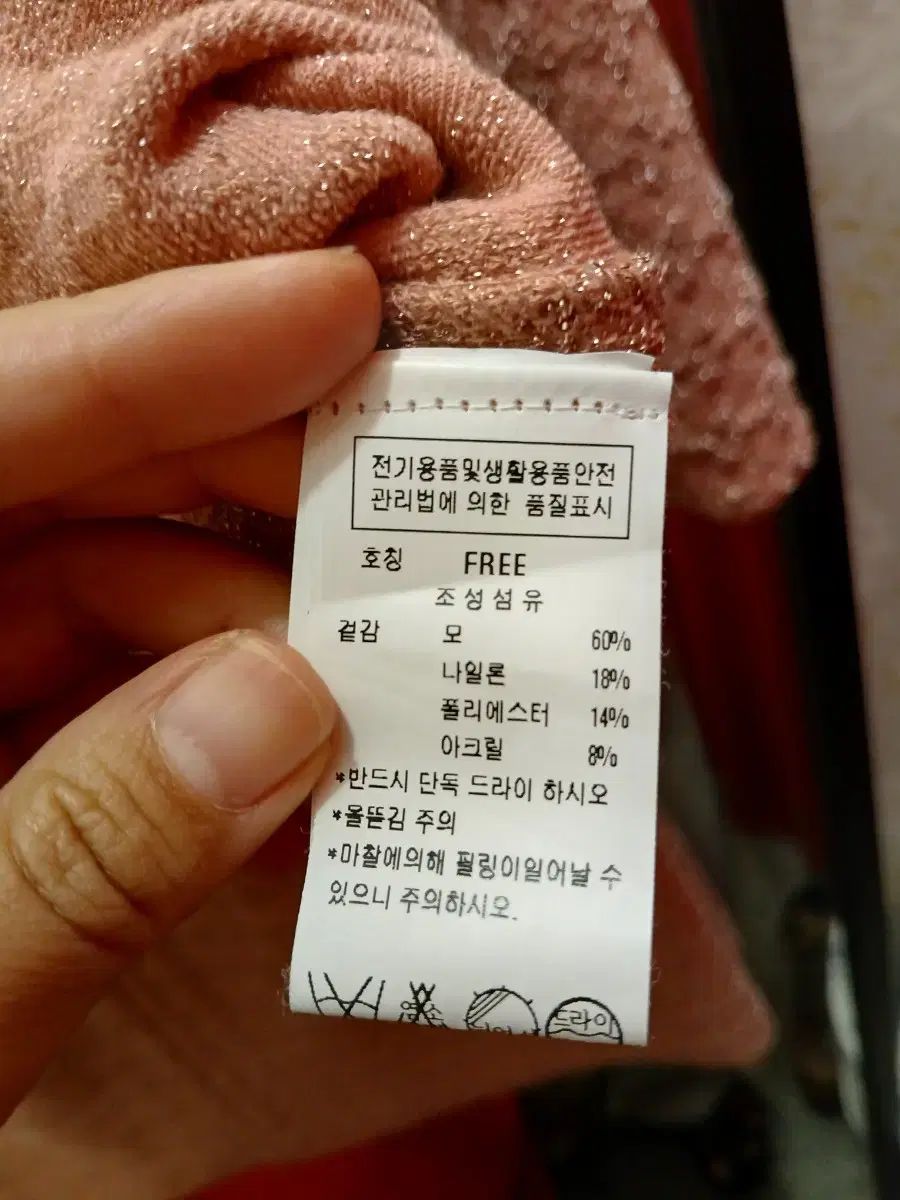 전기용품및생활용품안전
관리법에 의한 품질표시
호칭 FREE
조성섬유
겉감 모 60%
나일론 18%
폴리에스터 14%
아크릴 8%
*반드시 단독 드라이 하시오
*올뜯김 주의
*마찰에의해 필링이일어날 수
있으니 주의하시오.
드라이